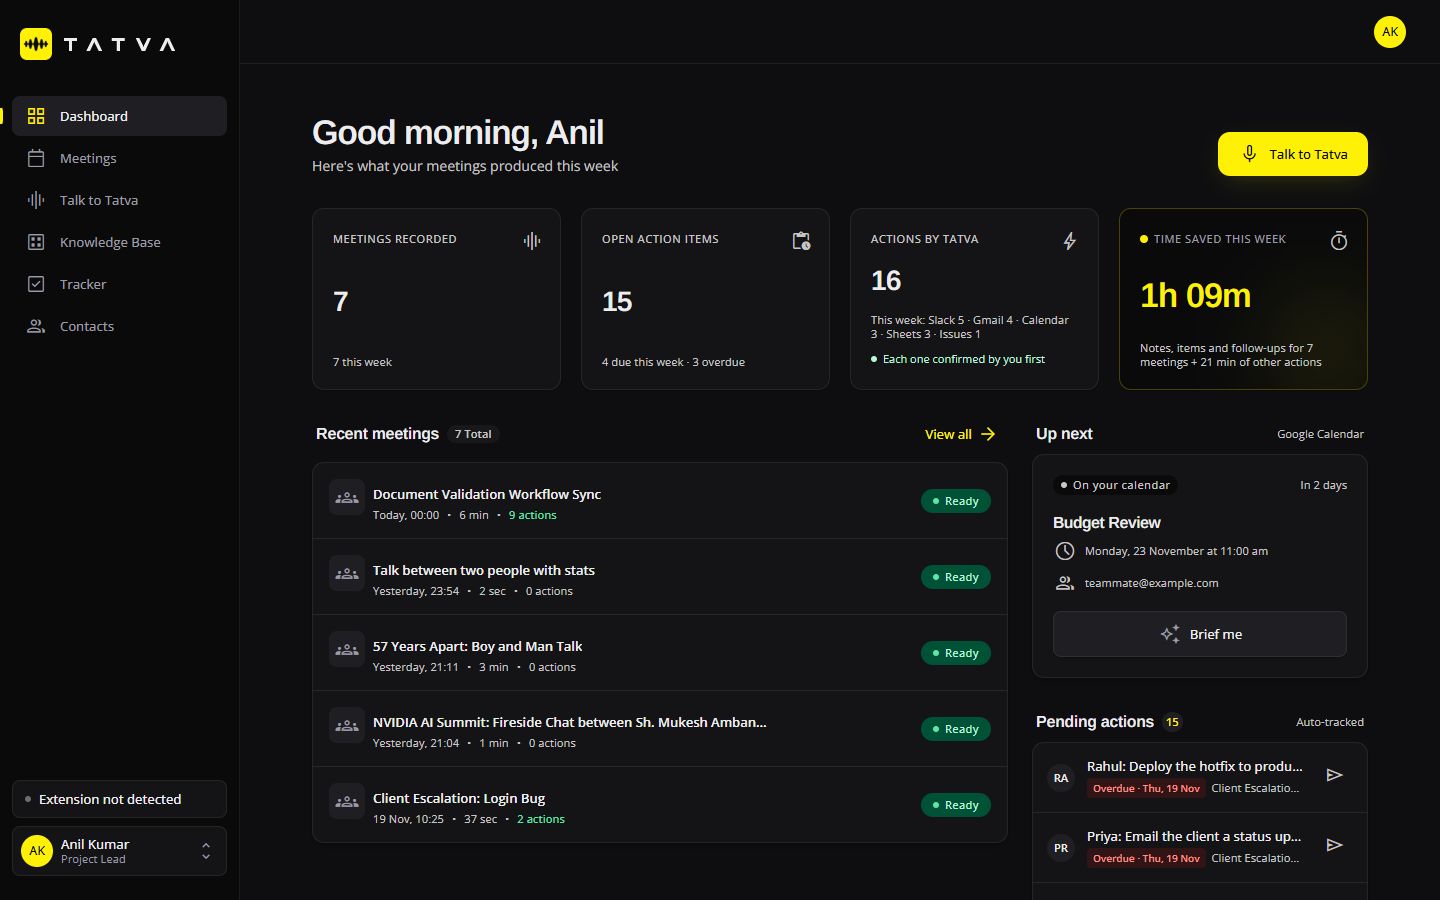 TATVA
AK
Dashboard
Meetings
Talk to Tatva
Knowledge Base
Tracker
Contacts
Extension not detected
AK
Anil Kumar
Project Lead
Good morning, Anil
Here's what your meetings produced this week
Talk to Tatva
MEETINGS RECORDED
7
7 this week
OPEN ACTION ITEMS
15
4 due this week · 3 overdue
ACTIONS BY TATVA
16
This week: Slack 5 · Gmail 4 · Calendar
3 · Sheets 3 · Issues 1
Each one confirmed by you first
TIME SAVED THIS WEEK
1h 09m
Notes, items and follow-ups for 7
meetings + 21 min of other actions
Recent meetings 7 Total
View all
Document Validation Workflow Sync
Today, 00:00 • 6 min • 9 actions
Ready
Talk between two people with stats
Yesterday, 23:54 • 2 sec • 0 actions
Ready
57 Years Apart: Boy and Man Talk
Yesterday, 21:11 • 3 min • 0 actions
Ready
NVIDIA AI Summit: Fireside Chat between Sh. Mukesh Amban...
Yesterday, 21:04 • 1 min • 0 actions
Ready
Client Escalation: Login Bug
19 Nov, 10:25 • 37 sec • 2 actions
Ready
Up next
Google Calendar
On your calendar
In 2 days
Budget Review
Monday, 23 November at 11:00 am
teammate@example.com
Brief me
Pending actions 15
Auto-tracked
RA
Rahul: Deploy the hotfix to produ...
Overdue · Thu, 19 Nov Client Escalatio...
PR
Priya: Email the client a status up...
Overdue · Thu, 19 Nov Client Escalatio...